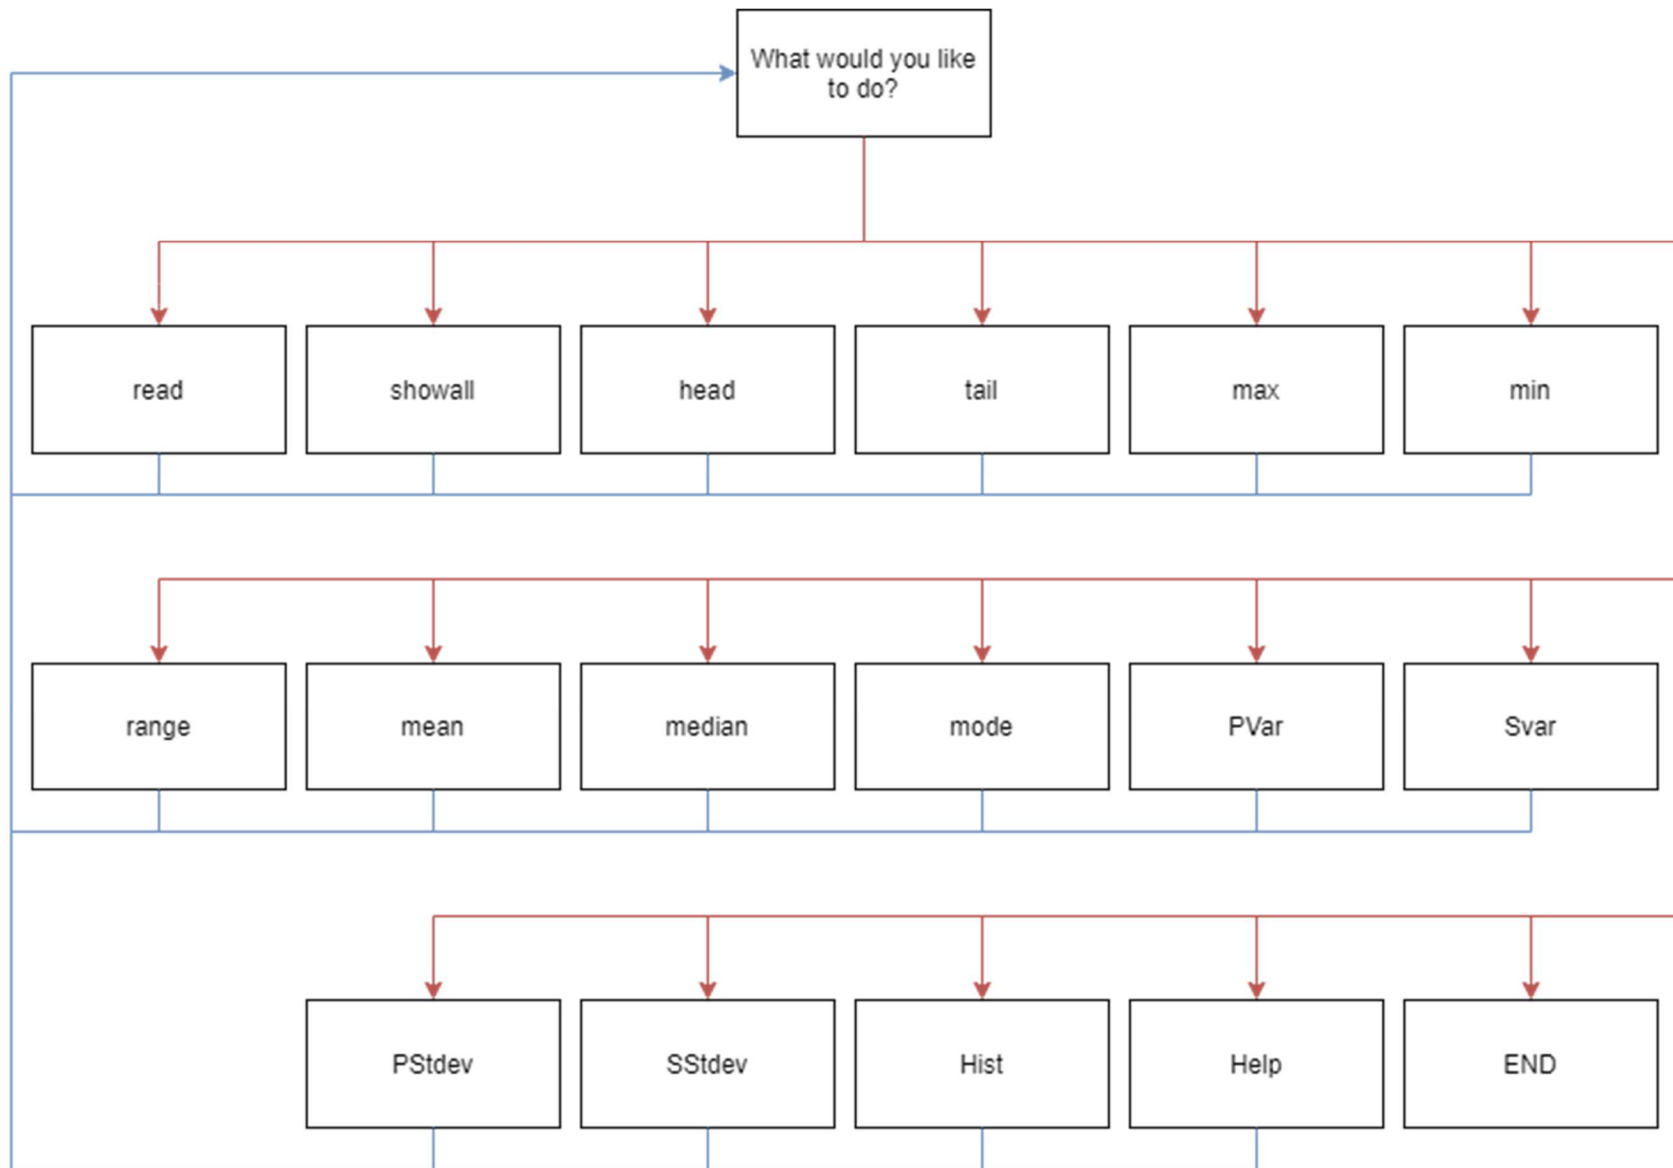 What would you like
to do?
read
showall
head
tail
max
min
range
mean
median
mode
PVar
Svar
PStdev
SStdev
Hist
Help
END